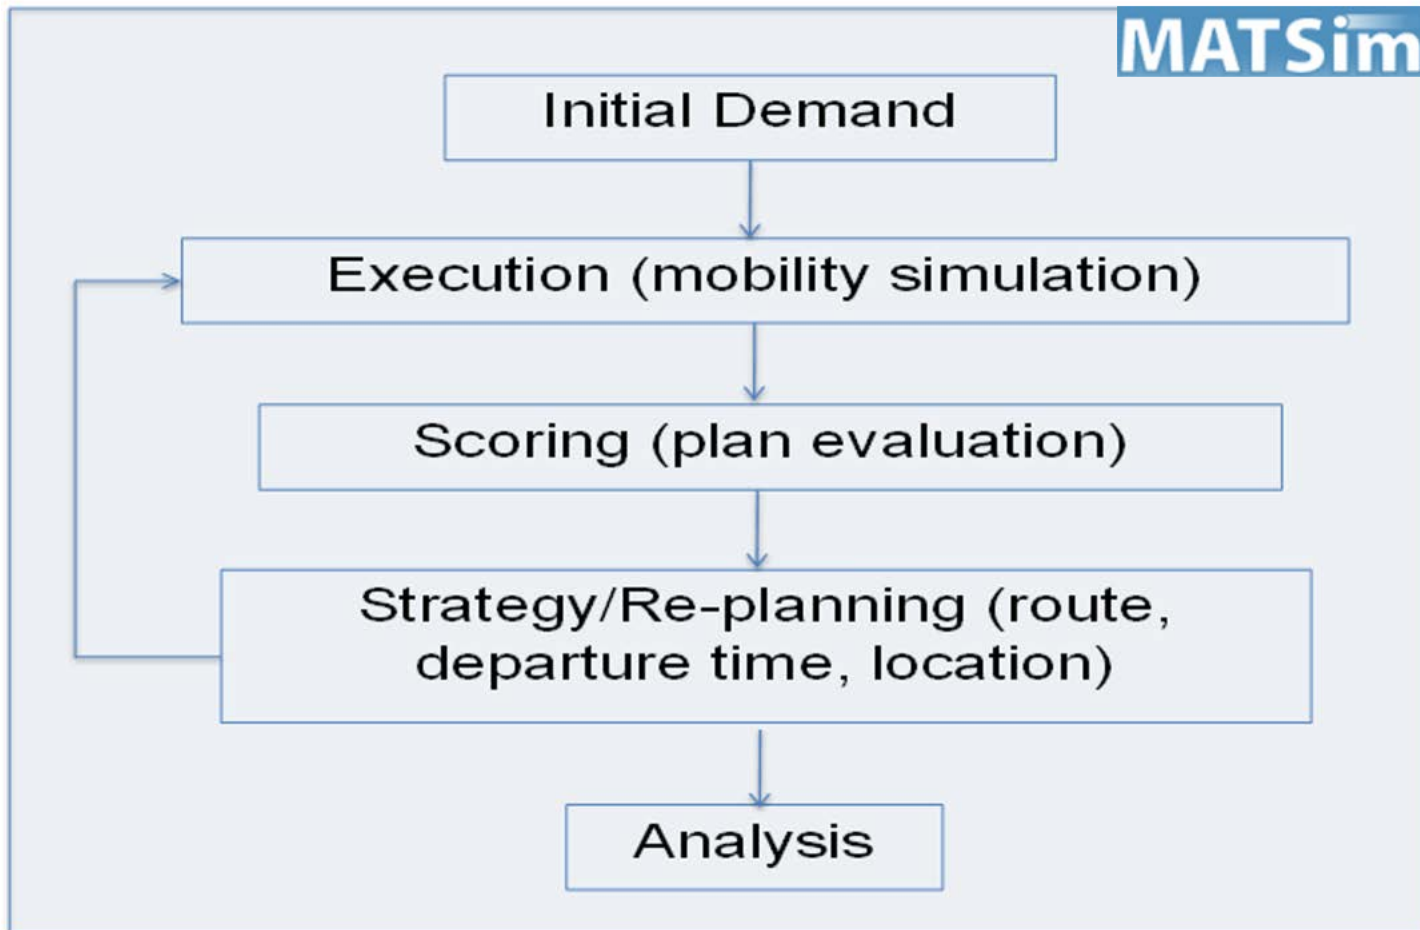 MATSim
Initial Demand
Execution (mobility simulation)
Scoring (plan evaluation)
Strategy/Re-planning (route,
departure time, location)
Analysis